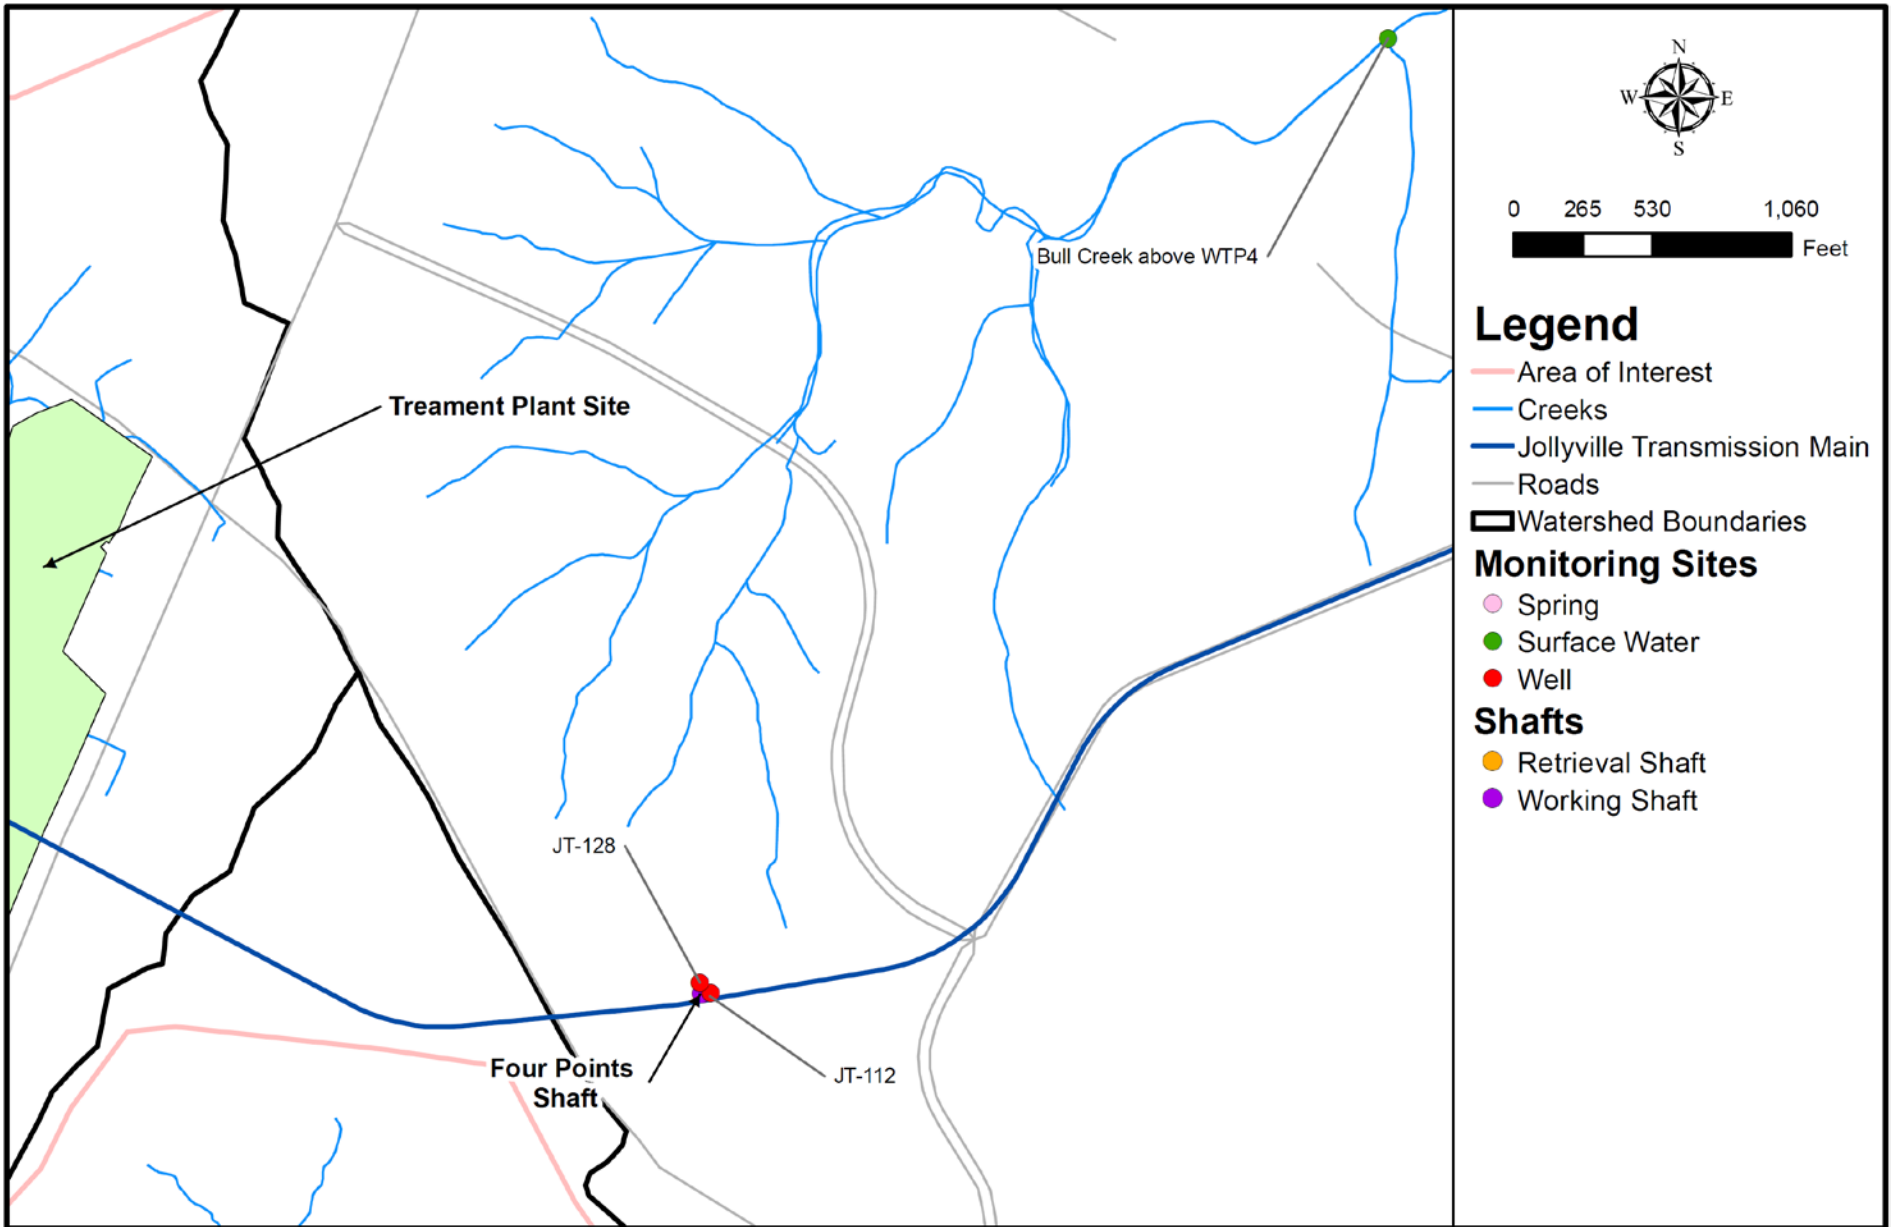 N
W E
S
0 265 530 1,060
Feet
Bull Creek above WTP4
Treament Plant Site
JT-128
Four Points
Shaft
JT-112
Legend
Area of Interest
Creeks
Jollyville Transmission Main
Roads
Watershed Boundaries
Monitoring Sites
Spring
Surface Water
Well
Shafts
Retrieval Shaft
Working Shaft